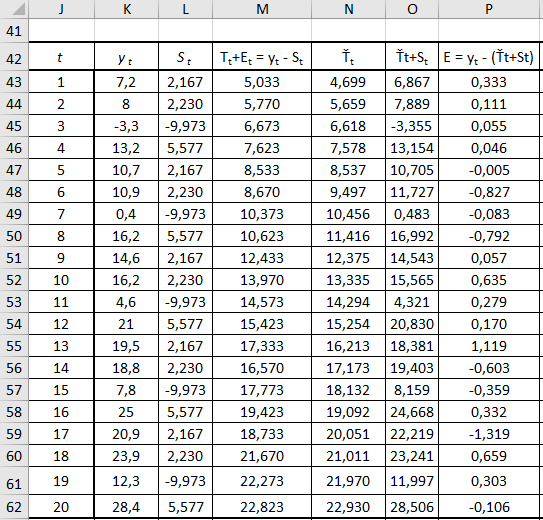 J K L M N O P
41
42 t yt St Tt+Et = yt - St Ťt Ťt+St E = yt - (Ťt+St)
43 1 7,2 2,167 5,033 4,699 6,867 0,333
44 2 8 2,230 5,770 5,659 7,889 0,111
45 3 -3,3 -9,973 6,673 6,618 -3,355 0,055
46 4 13,2 5,577 7,623 7,578 13,154 0,046
47 5 10,7 2,167 8,533 8,537 10,705 -0,005
48 6 10,9 2,230 8,670 9,497 11,727 -0,827
49 7 0,4 -9,973 10,373 10,456 0,483 -0,083
50 8 16,2 5,577 10,623 11,416 16,992 -0,792
51 9 14,6 2,167 12,433 12,375 14,543 0,057
52 10 16,2 2,230 13,970 13,335 15,565 0,635
53 11 4,6 -9,973 14,573 14,294 4,321 0,279
54 12 21 5,577 15,423 15,254 20,830 0,170
55 13 19,5 2,167 17,333 16,213 18,381 1,119
56 14 18,8 2,230 16,570 17,173 19,403 -0,603
57 15 7,8 -9,973 17,773 18,132 8,159 -0,359
58 16 25 5,577 19,423 19,092 24,668 0,332
59 17 20,9 2,167 18,733 20,051 22,219 -1,319
60 18 23,9 2,230 21,670 21,011 23,241 0,659
61 19 12,3 -9,973 22,273 21,970 11,997 0,303
62 20 28,4 5,577 22,823 22,930 28,506 -0,106